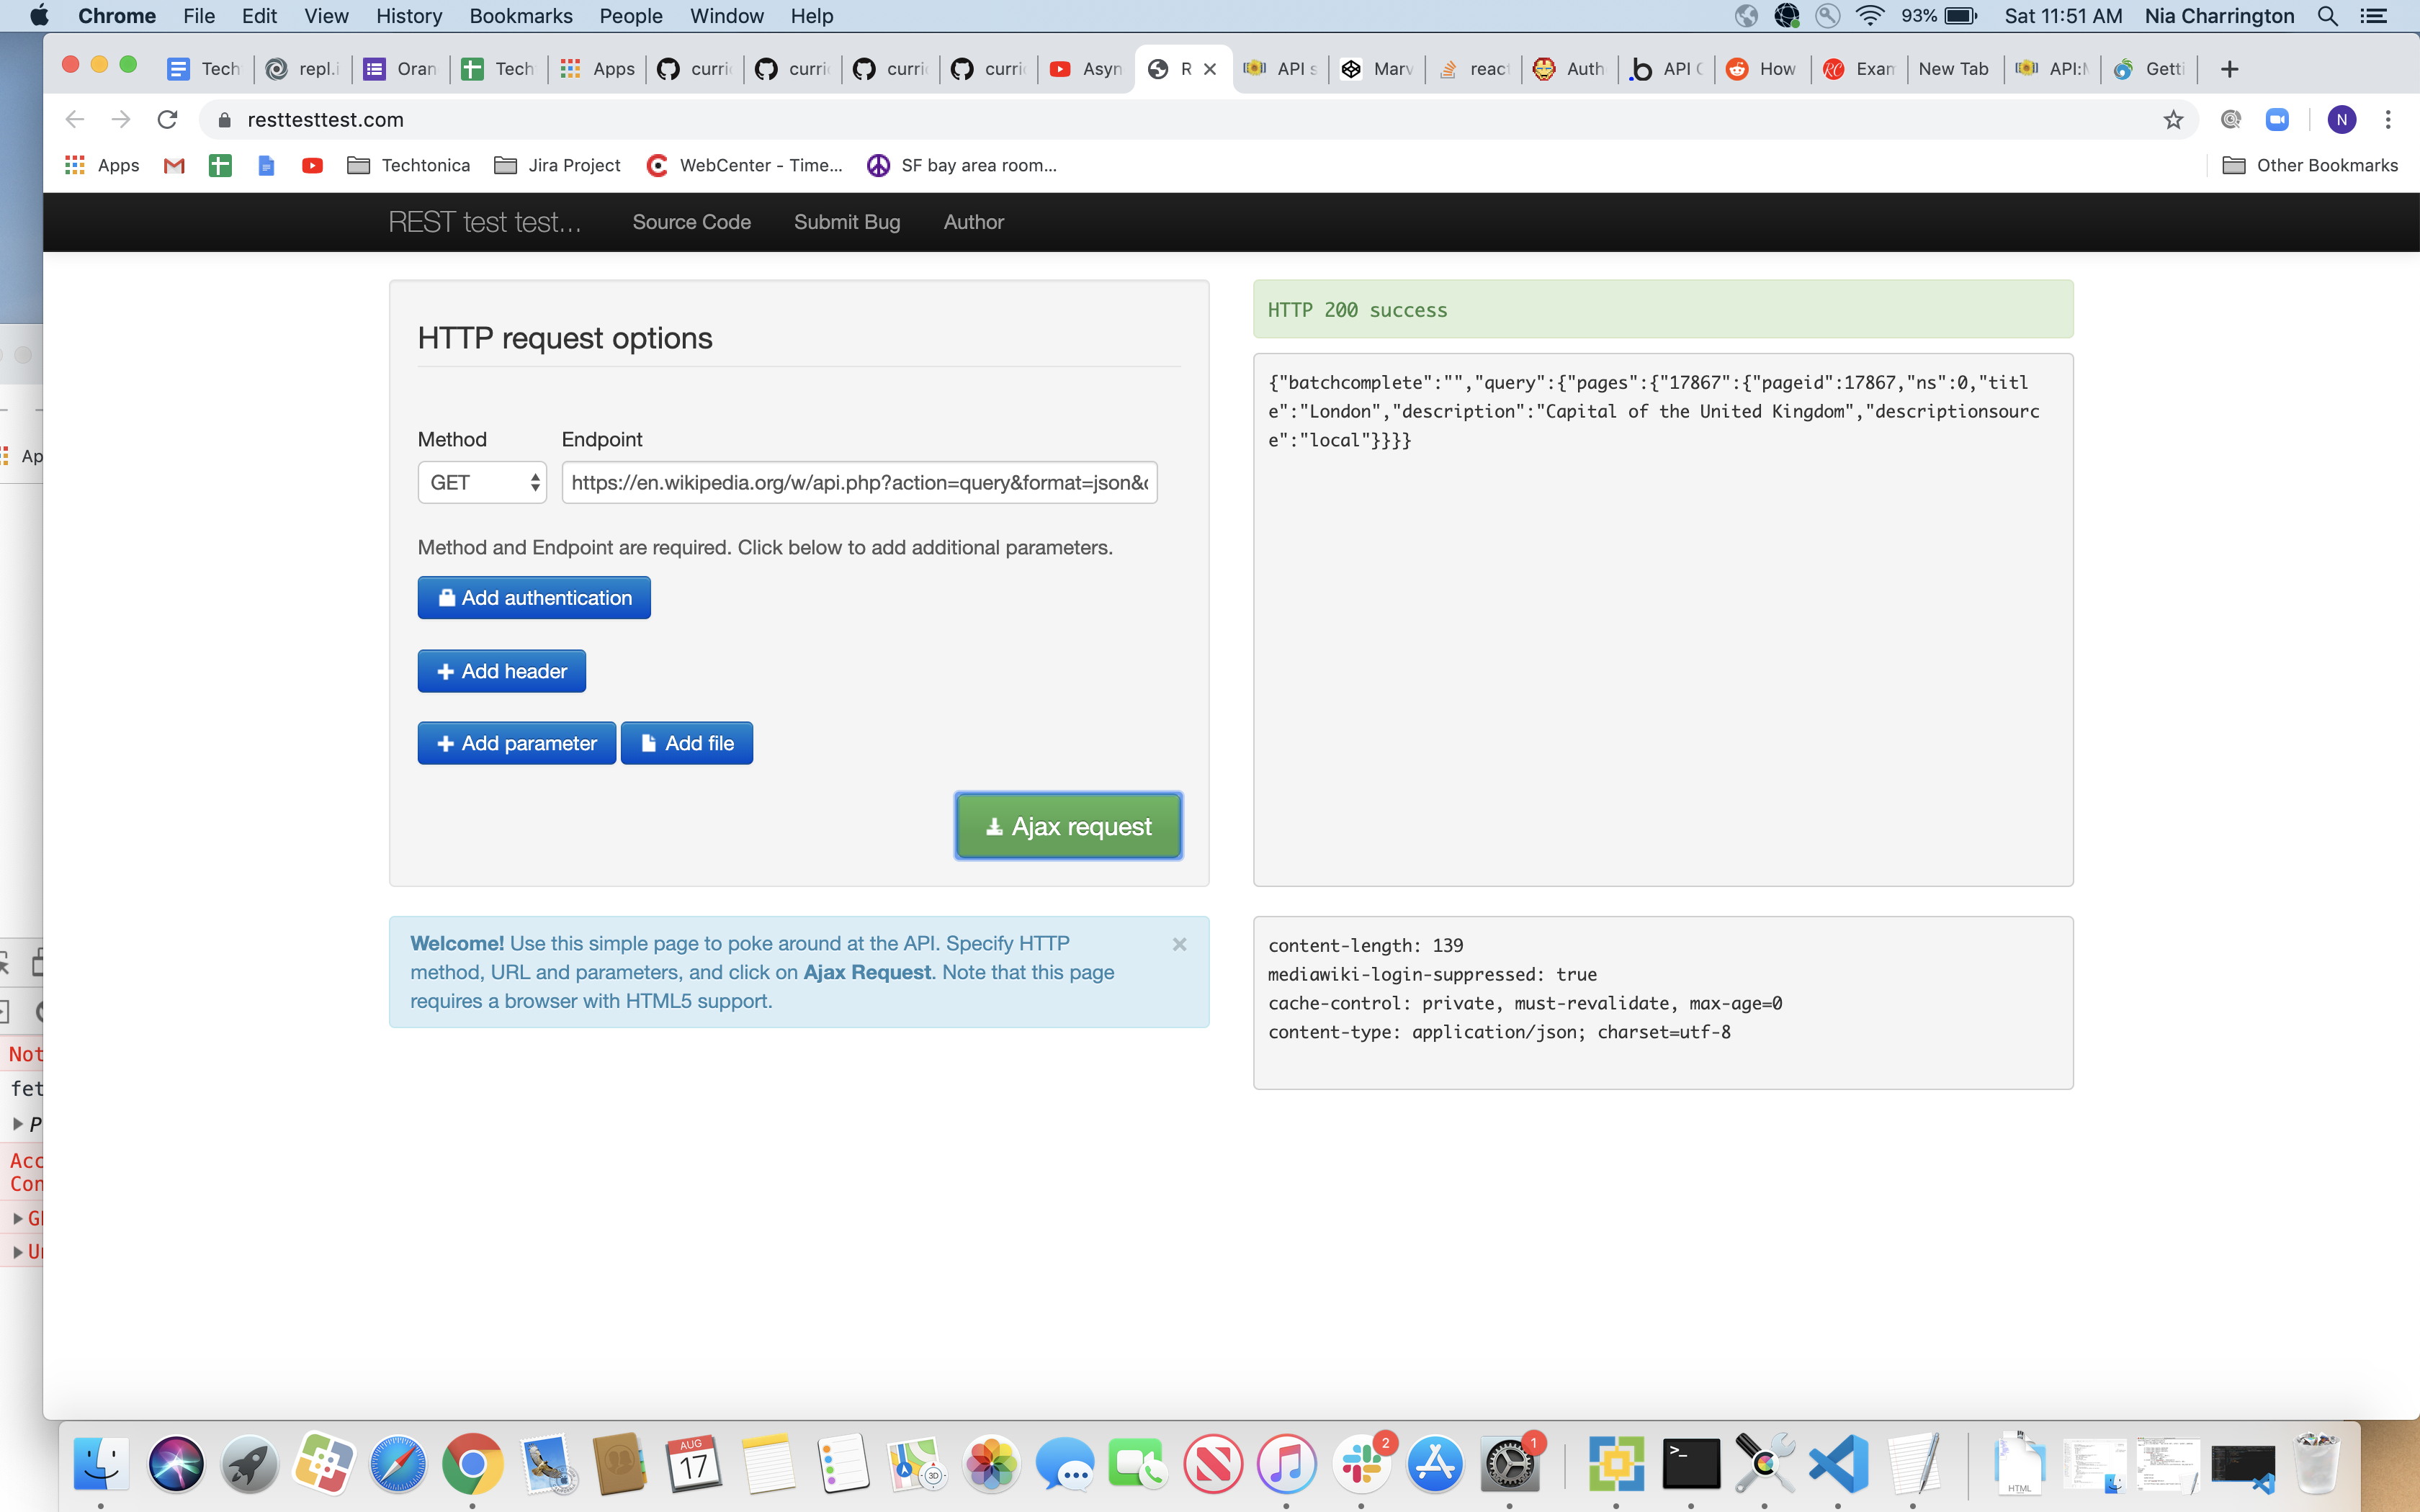 Chrome File Edit View History Bookmarks People Window Help
93% Sat 11:51 AM Nia Charrington
Tech repl.i Oran Tech Apps curri curri curri curri Asyn R API s Marv react Auth API C How Exam New Tab API:M Getti
resttesttest.com
N
Apps Techtonica Jira Project WebCenter - Time... SF bay area room... Other Bookmarks
REST test test... Source Code Submit Bug Author
HTTP request options
Method Endpoint
GET https://en.wikipedia.org/w/api.php?action=query&format=json&
Method and Endpoint are required. Click below to add additional parameters.
Add authentication
Add header
Add parameter Add file
Ajax request
Welcome! Use this simple page to poke around at the API. Specify HTTP
method, URL and parameters, and click on Ajax Request. Note that this page
requires a browser with HTML5 support.
HTTP 200 success
{"batchcomplete":"","query":{"pages":{"17867":{"pageid":17867,"ns":0,"titl
e":"London","description":"Capital of the United Kingdom","descriptionsourc
e":"local"}}}}
content-length: 139
mediawiki-login-suppressed: true
cache-control: private, must-revalidate, max-age=0
content-type: application/json; charset=utf-8
Ap
Not
fet
P
Acc
Con
AUG
17
3D
2
1
HTML